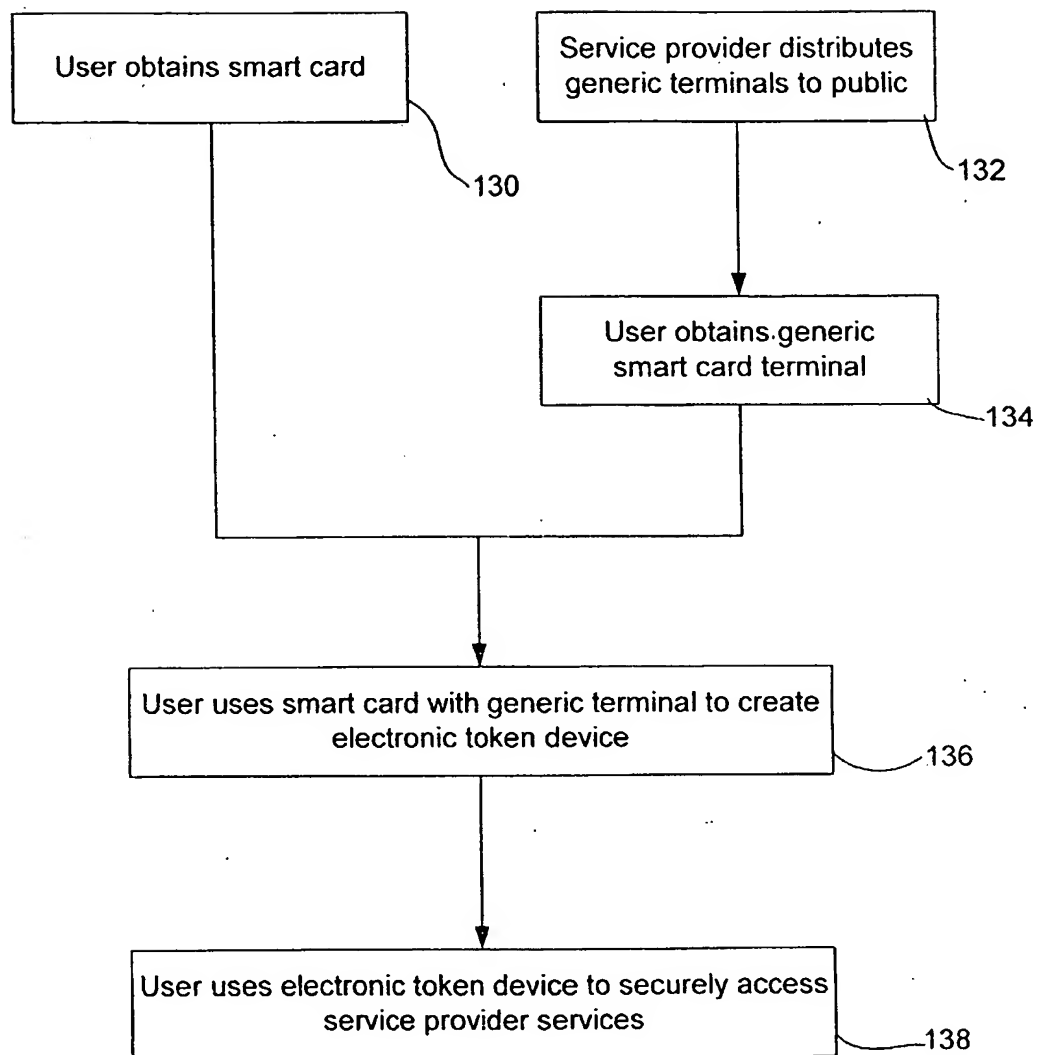 User obtains smart card
130
Service provider distributes
generic terminals to public
132
User obtains generic
smart card terminal
134
User uses smart card with generic terminal to create
electronic token device
136
User uses electronic token device to securely access
service provider services
138